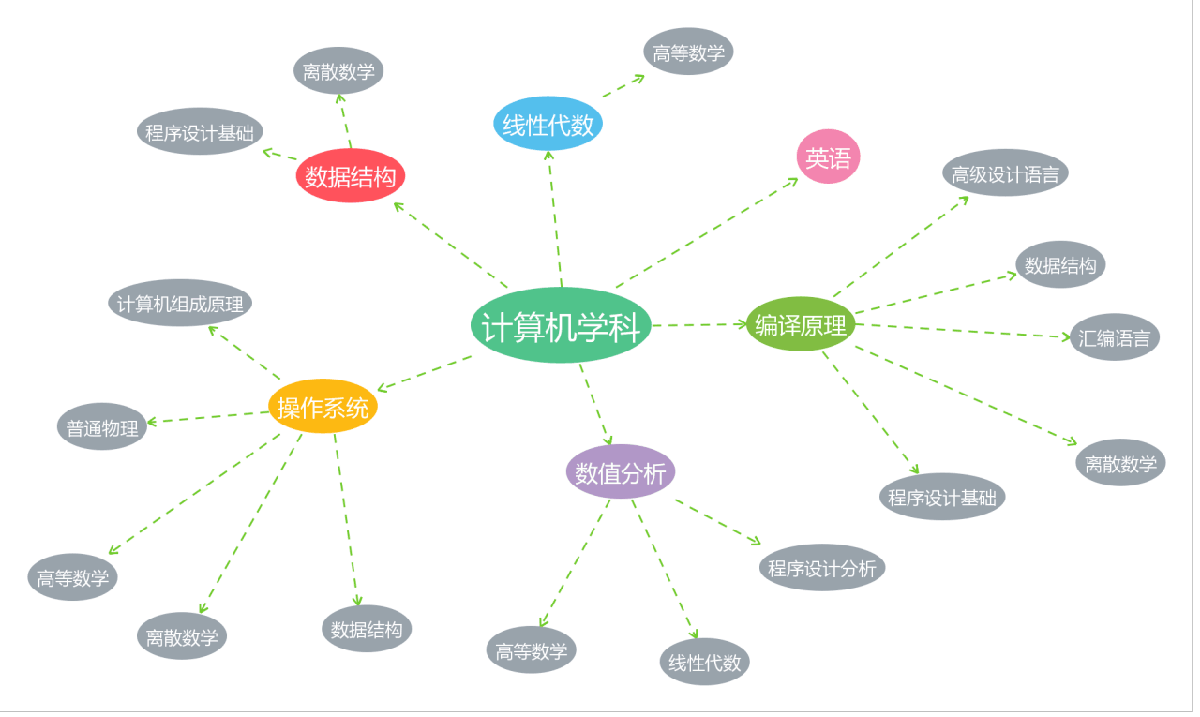 高等数学
离散数学
线性代数
程序设计基础
英语
数据结构
高级设计语言
数据结构
计算机组成原理
计算机学科
编译原理
汇编语言
操作系统
普通物理
离散数学
数值分析
程序设计基础
程序设计分析
高等数学
数据结构
离散数学
高等数学
线性代数